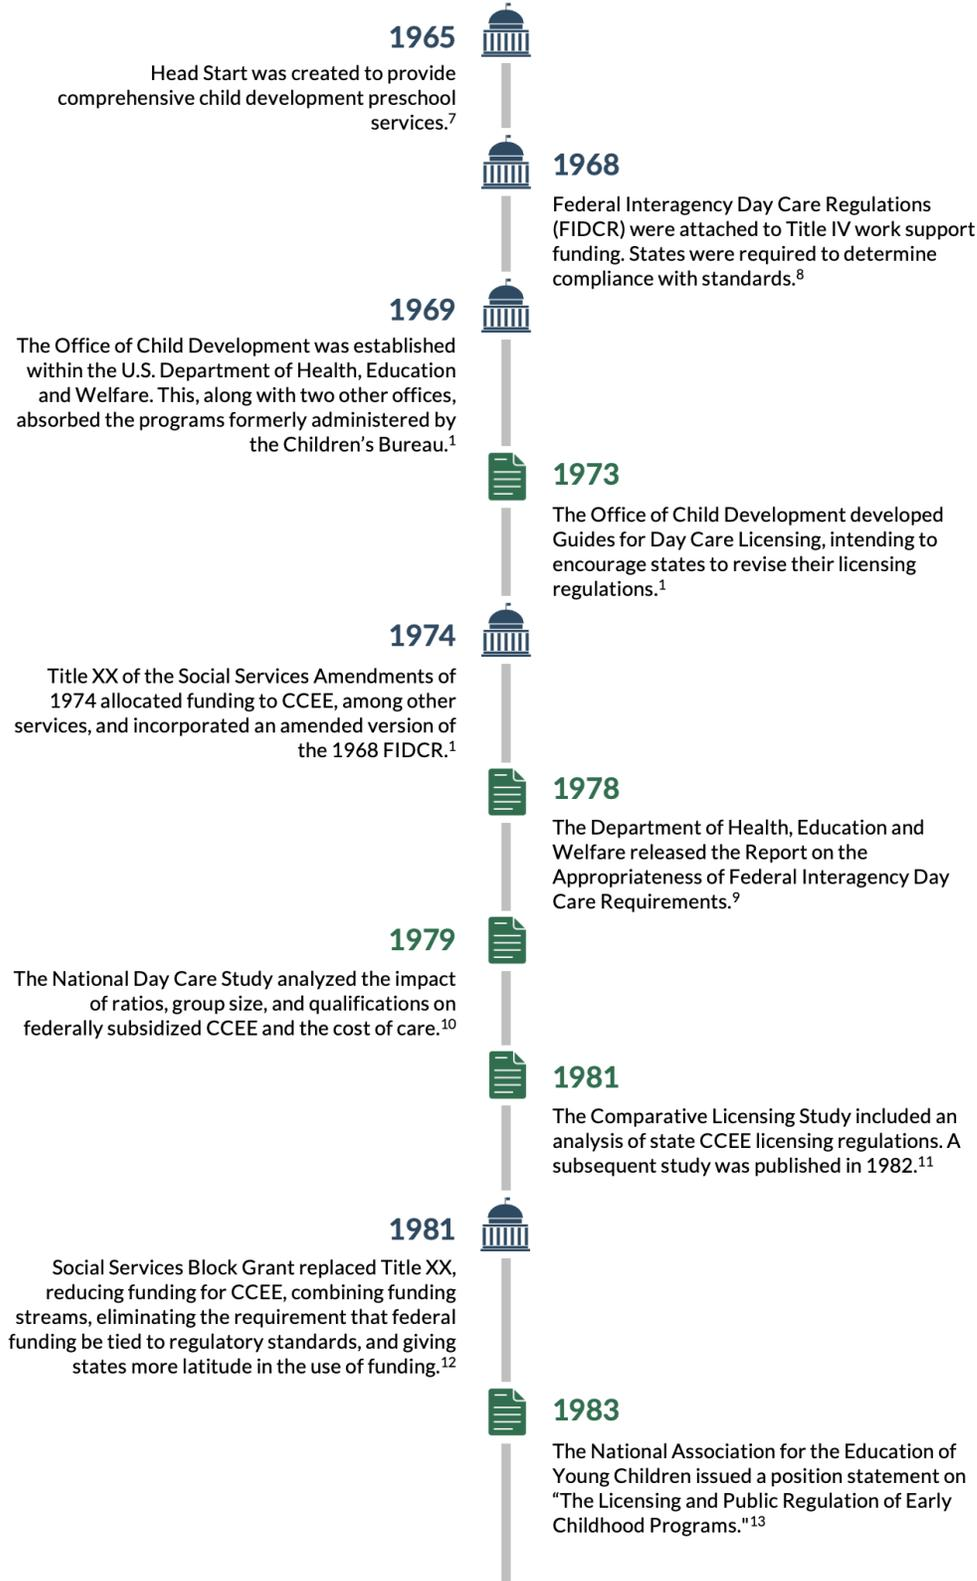 1965
Head Start was created to provide
comprehensive child development preschool
services.7
1968
Federal Interagency Day Care Regulations
(FIDCR) were attached to Title IV work support
funding. States were required to determine
compliance with standards.8
1969
The Office of Child Development was established
within the U.S. Department of Health, Education
and Welfare. This, along with two other offices,
absorbed the programs formerly administered by
the Children’s Bureau.1
1973
The Office of Child Development developed
Guides for Day Care Licensing, intending to
encourage states to revise their licensing
regulations.1
1974
Title XX of the Social Services Amendments of
1974 allocated funding to CCEE, among other
services, and incorporated an amended version of
the 1968 FIDCR.1
1978
The Department of Health, Education and
Welfare released the Report on the
Appropriateness of Federal Interagency Day
Care Requirements.9
1979
The National Day Care Study analyzed the impact
of ratios, group size, and qualifications on
federally subsidized CCEE and the cost of care.10
1981
The Comparative Licensing Study included an
analysis of state CCEE licensing regulations. A
subsequent study was published in 1982.11
1981
Social Services Block Grant replaced Title XX,
reducing funding for CCEE, combining funding
streams, eliminating the requirement that federal
funding be tied to regulatory standards, and giving
states more latitude in the use of funding.12
1983
The National Association for the Education of
Young Children issued a position statement on
“The Licensing and Public Regulation of Early
Childhood Programs."13